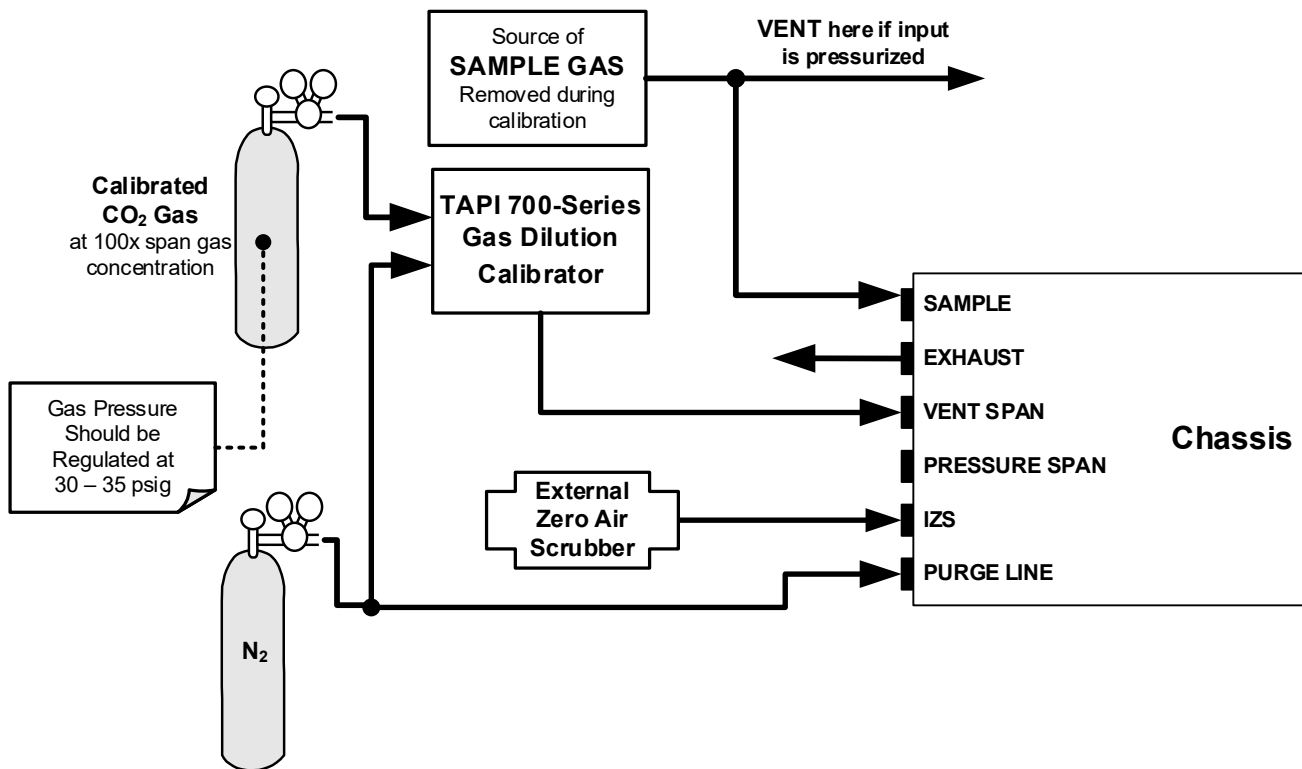 Source of
SAMPLE GAS
Removed during
calibration
VENT here if input
is pressurized
Calibrated
CO₂ Gas
at 100x span gas
concentration
TAPI 700-Series
Gas Dilution
Calibrator
Gas Pressure
Should be
Regulated at
30 – 35 psig
N₂
External
Zero Air
Scrubber
SAMPLE
EXHAUST
VENT SPAN
PRESSURE SPAN
IZS
PURGE LINE
Chassis